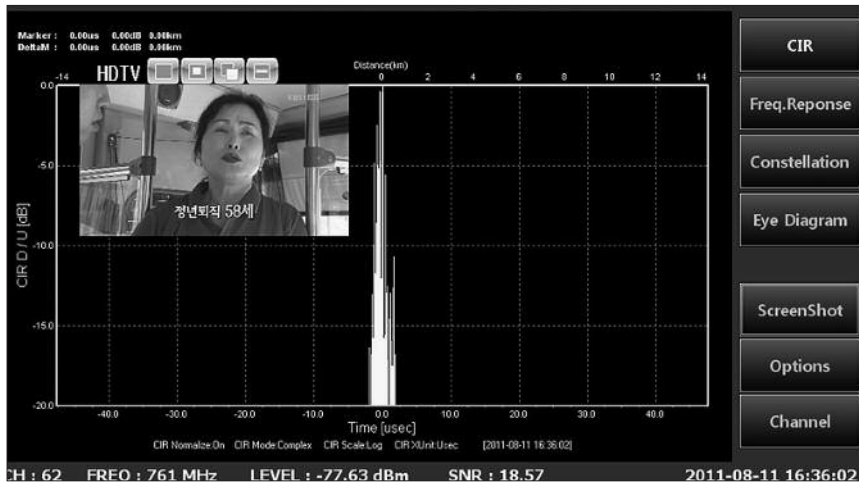 Marker : 0.00us 0.00dB 0.00km
DeltaM : 0.00us 0.00dB 0.00km
CIR
HDTV
Distance(km)
-14 0 2 4 6 8 10 12 14
0.0
Freq.Reponse
-5.0
Constellation
정년퇴직 58세
Eye Diagram
CIR D / U [dB]
-10.0
ScreenShot
-15.0
Options
-20.0
-40.0 -30.0 -20.0 -10.0 0.0 10.0 20.0 30.0 40.0
Channel
Time [usec]
CIR Normalize:On CIR Mode:Complex CIR Scale:Log CIR XUnit:Usec [2011-08-11 16:36:02]
CH : 62 FREQ : 761 MHz LEVEL : -77.63 dBm SNR : 18.57 2011-08-11 16:36:02